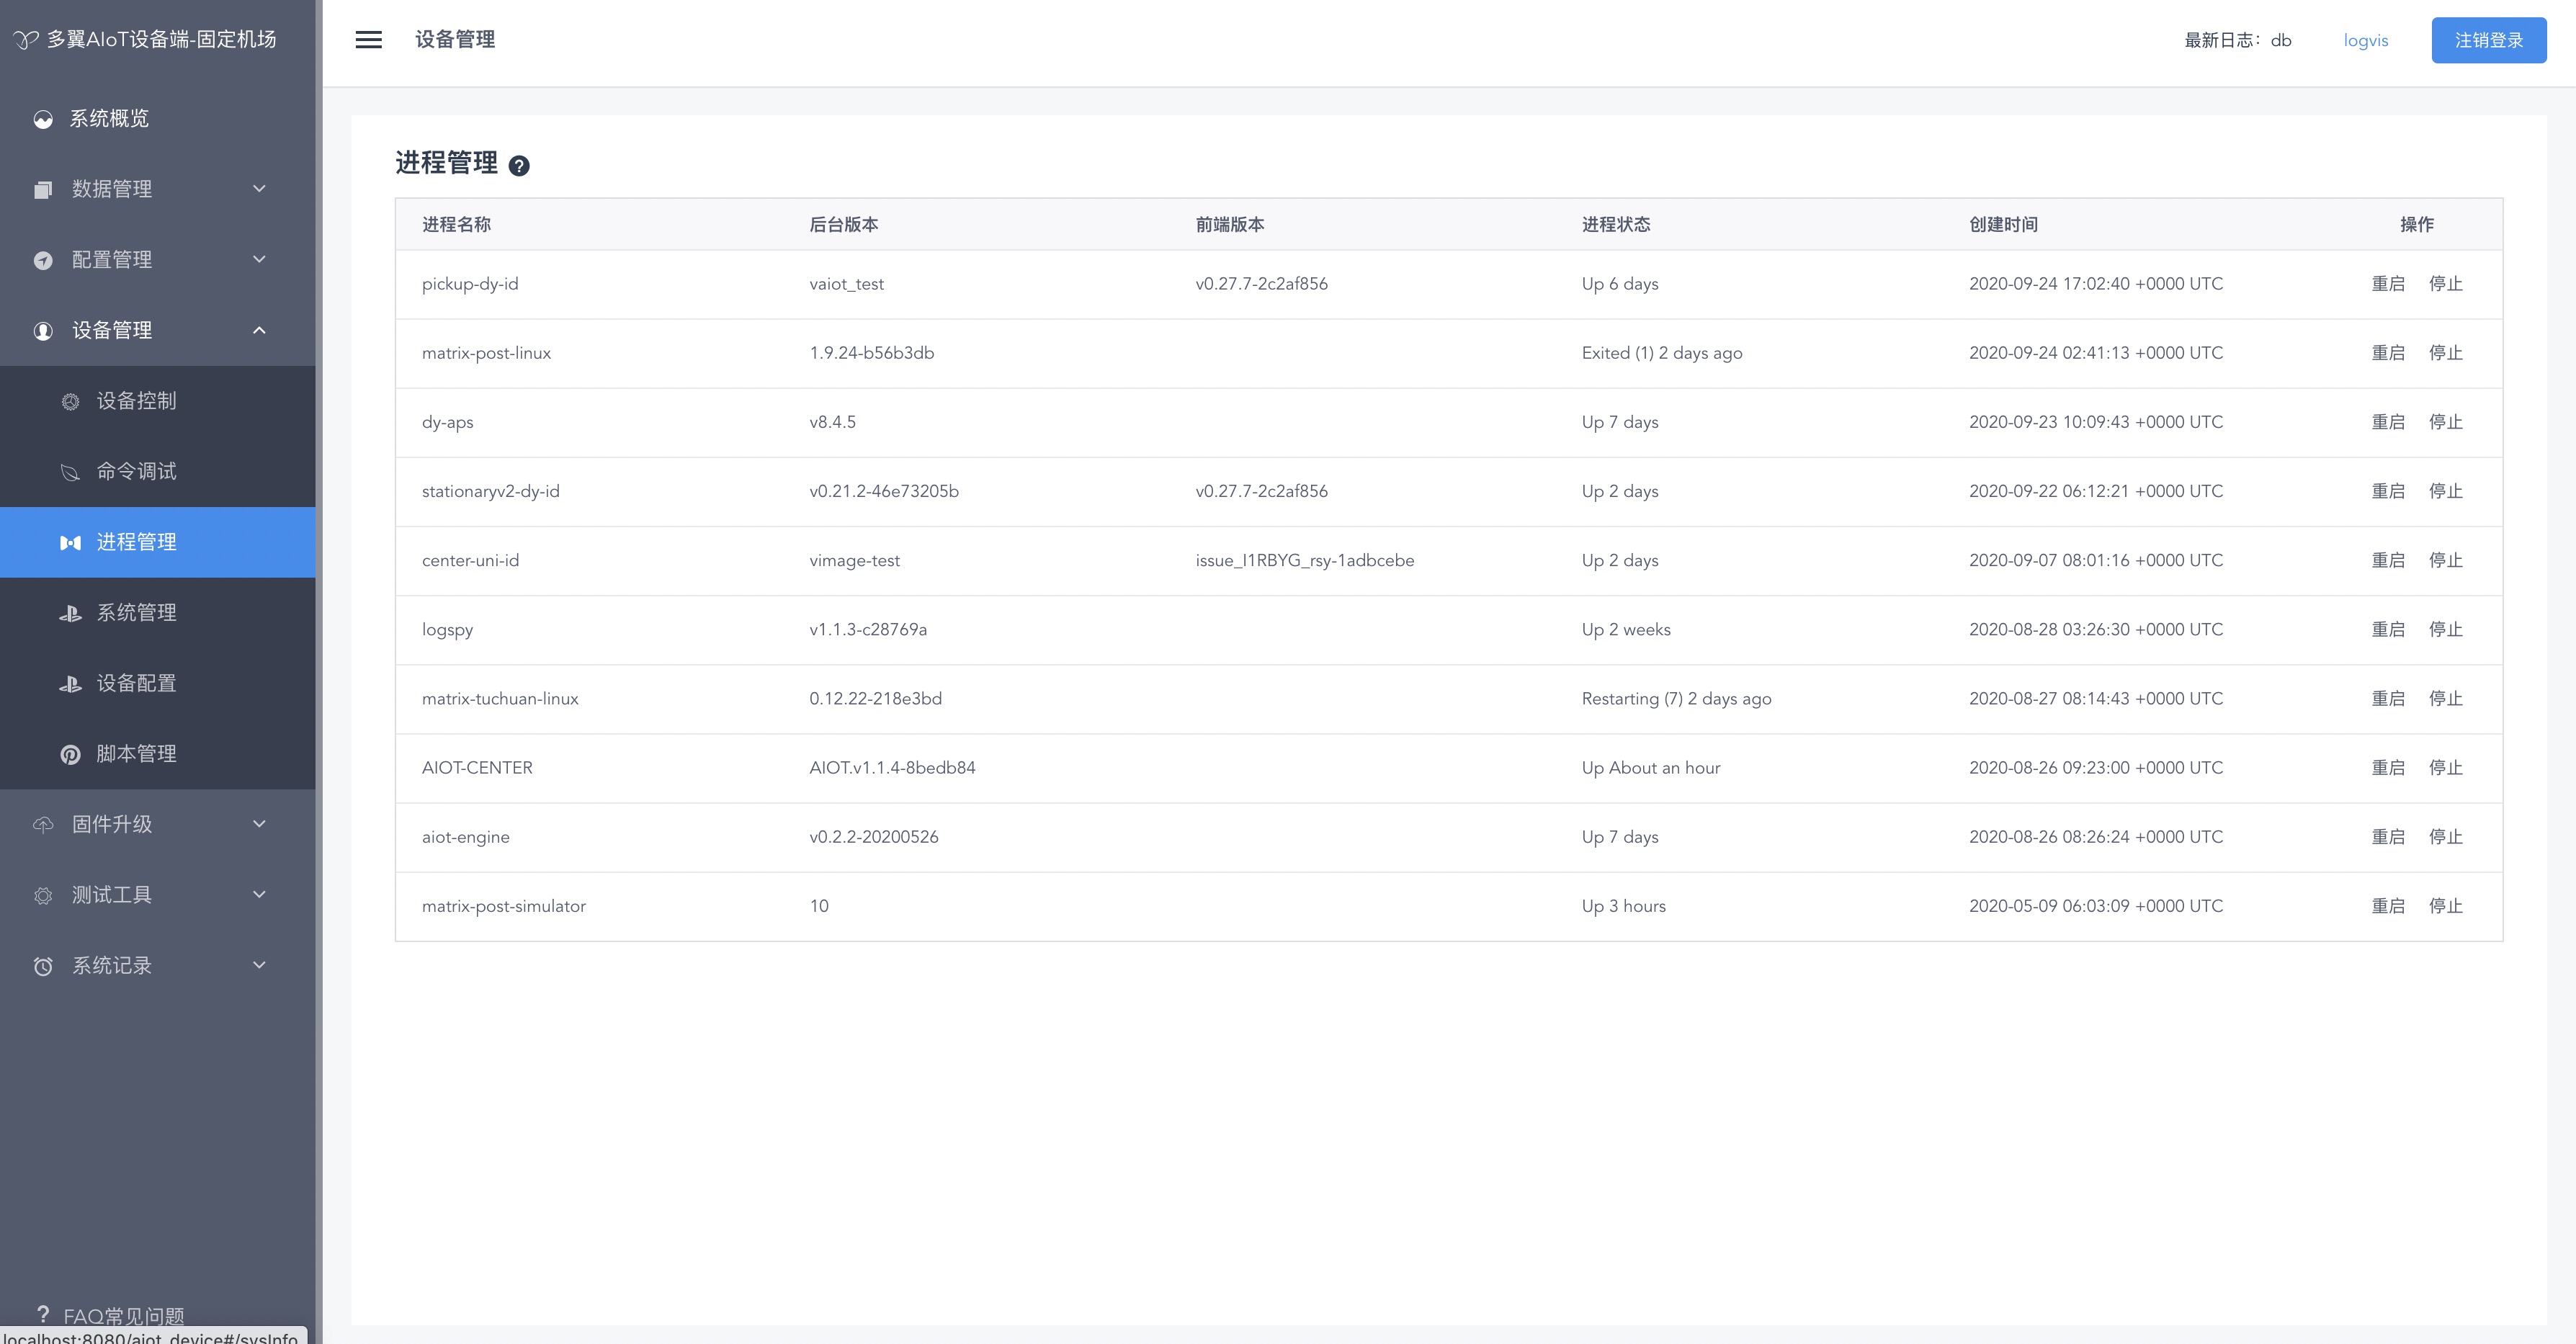 多翼AIoT设备端-固定机场
设备管理
最新日志：db
logvis
注销登录
系统概览
数据管理
配置管理
设备管理
设备控制
命令调试
进程管理
系统管理
设备配置
脚本管理
固件升级
测试工具
系统记录
? FAQ常见问题
localhost:8080/aiot_device#/sysInfo
进程管理 ?
进程名称 后台版本 前端版本 进程状态 创建时间 操作
pickup-dy-id vaiot_test v0.27.7-2c2af856 Up 6 days 2020-09-24 17:02:40 +0000 UTC 重启 停止
matrix-post-linux 1.9.24-b56b3db Exited (1) 2 days ago 2020-09-24 02:41:13 +0000 UTC 重启 停止
dy-aps v8.4.5 Up 7 days 2020-09-23 10:09:43 +0000 UTC 重启 停止
stationaryv2-dy-id v0.21.2-46e73205b v0.27.7-2c2af856 Up 2 days 2020-09-22 06:12:21 +0000 UTC 重启 停止
center-uni-id vimage-test issue_I1RBYG_rsy-1adbcebe Up 2 days 2020-09-07 08:01:16 +0000 UTC 重启 停止
logspy v1.1.3-c28769a Up 2 weeks 2020-08-28 03:26:30 +0000 UTC 重启 停止
matrix-tuchuan-linux 0.12.22-218e3bd Restarting (7) 2 days ago 2020-08-27 08:14:43 +0000 UTC 重启 停止
AIOT-CENTER AIOT.v1.1.4-8bedb84 Up About an hour 2020-08-26 09:23:00 +0000 UTC 重启 停止
aiot-engine v0.2.2-20200526 Up 7 days 2020-08-26 08:26:24 +0000 UTC 重启 停止
matrix-post-simulator 10 Up 3 hours 2020-05-09 06:03:09 +0000 UTC 重启 停止